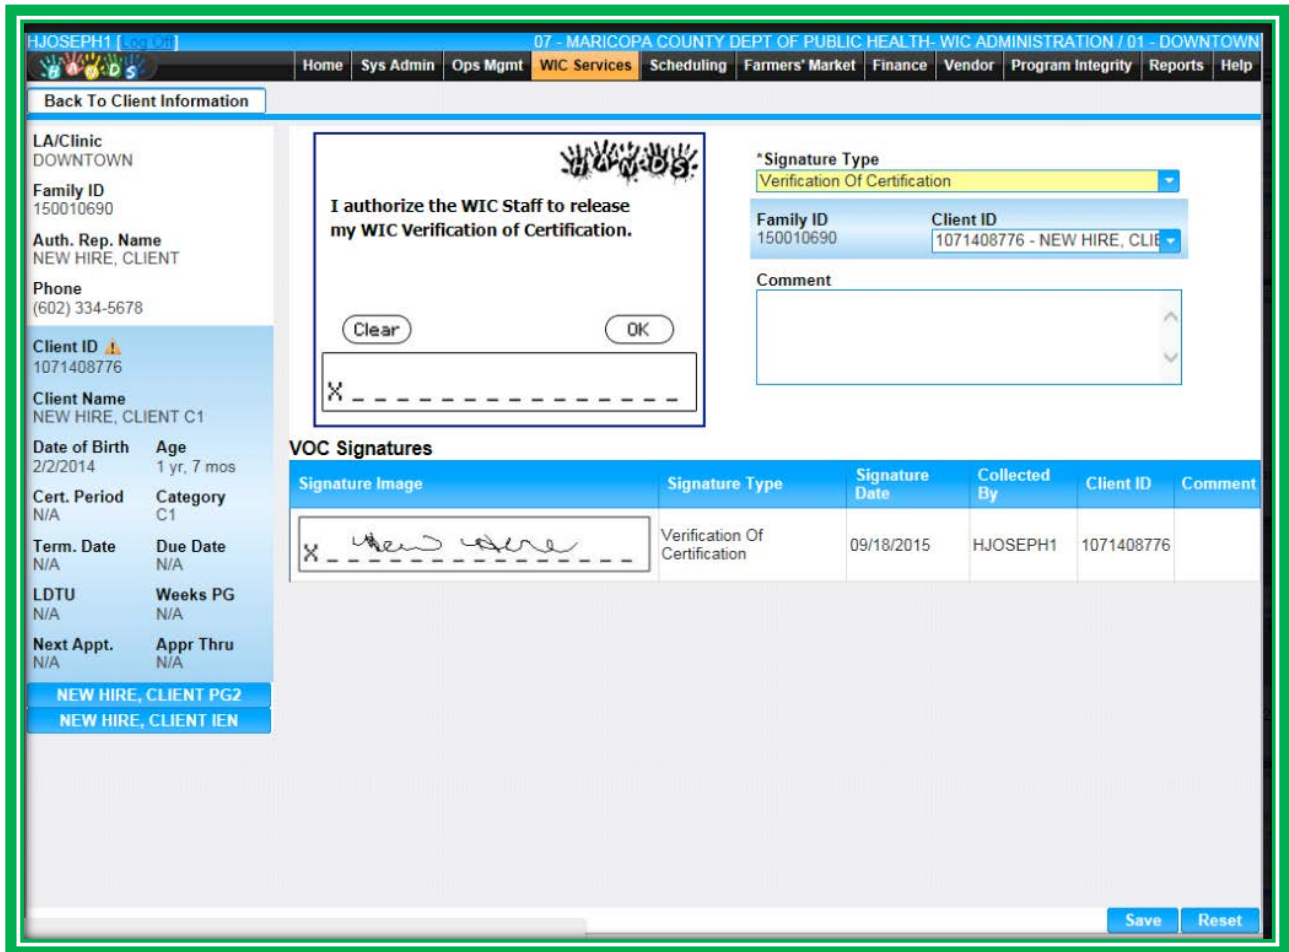 HJOSEPH1 [Log Off] 07 - MARICOPA COUNTY DEPT OF PUBLIC HEALTH- WIC ADMINISTRATION / 01 - DOWNTOWN
HANDS Home Sys Admin Ops Mgmt WIC Services Scheduling Farmers' Market Finance Vendor Program Integrity Reports Help
Back To Client Information
LA/Clinic
DOWNTOWN
Family ID
150010690
Auth. Rep. Name
NEW HIRE, CLIENT
Phone
(602) 334-5678
Client ID
1071408776
Client Name
NEW HIRE, CLIENT C1
Date of Birth Age
2/2/2014 1 yr, 7 mos
Cert. Period Category
N/A C1
Term. Date Due Date
N/A N/A
LDTU Weeks PG
N/A N/A
Next Appt. Appr Thru
N/A N/A
NEW HIRE, CLIENT PG2
NEW HIRE, CLIENT IEN
HANDS
I authorize the WIC Staff to release
my WIC Verification of Certification.
Clear OK
X
*Signature Type
Verification Of Certification
Family ID Client ID
150010690 1071408776 - NEW HIRE, CLIE
Comment
VOC Signatures
Signature Image Signature Type Signature Date Collected By Client ID Comment
X New Hire Verification Of Certification 09/18/2015 HJOSEPH1 1071408776
Save Reset